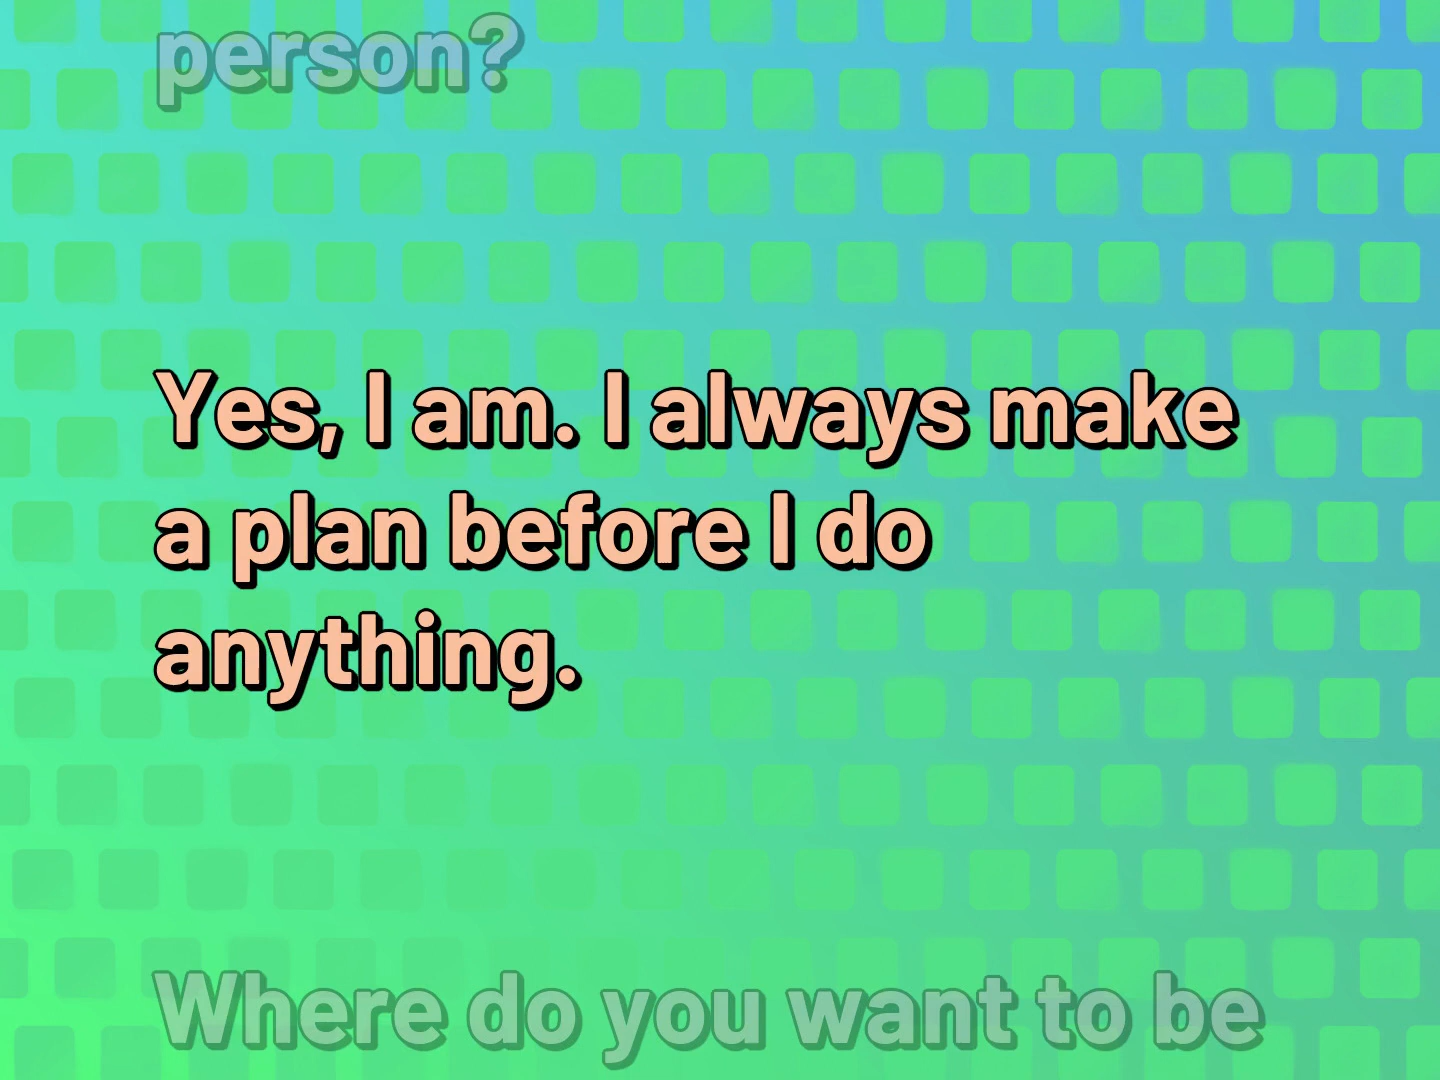 person?
Yes, I am. I always make
a plan before I do
anything.
Where do you want to be